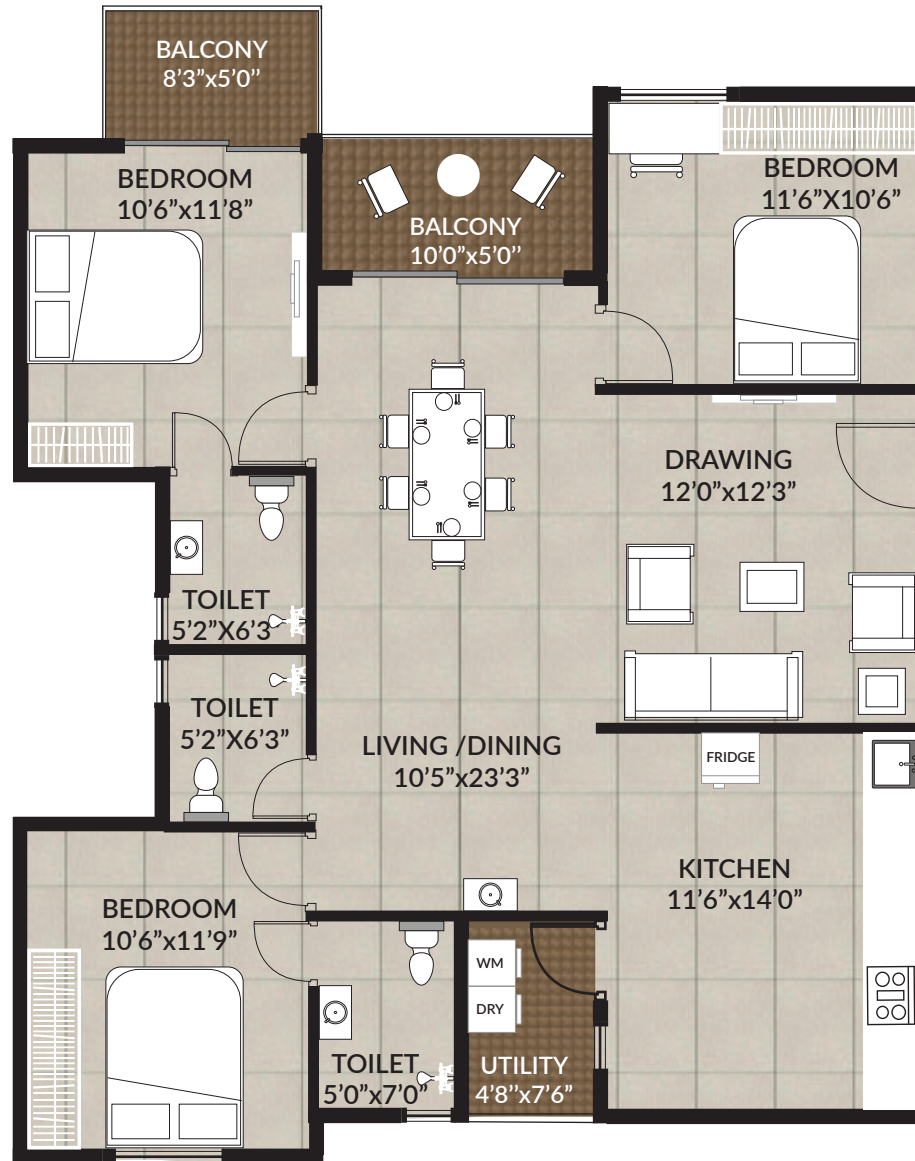 BALCONY
8’3”x5’0’’
BEDROOM
10’6”x11’8”
BALCONY
10’0”x5’0’’
BEDROOM
11’6”X10’6”
DRAWING
12’0”x12’3”
TOILET
5’2”X6’3
TOILET
5’2”X6’3”
LIVING /DINING
10’5”x23’3”
FRIDGE
KITCHEN
11’6”x14’0”
BEDROOM
10’6”x11’9”
WM
DRY
TOILET
5’0”x7’0”
UTILITY
4’8’’x7’6”